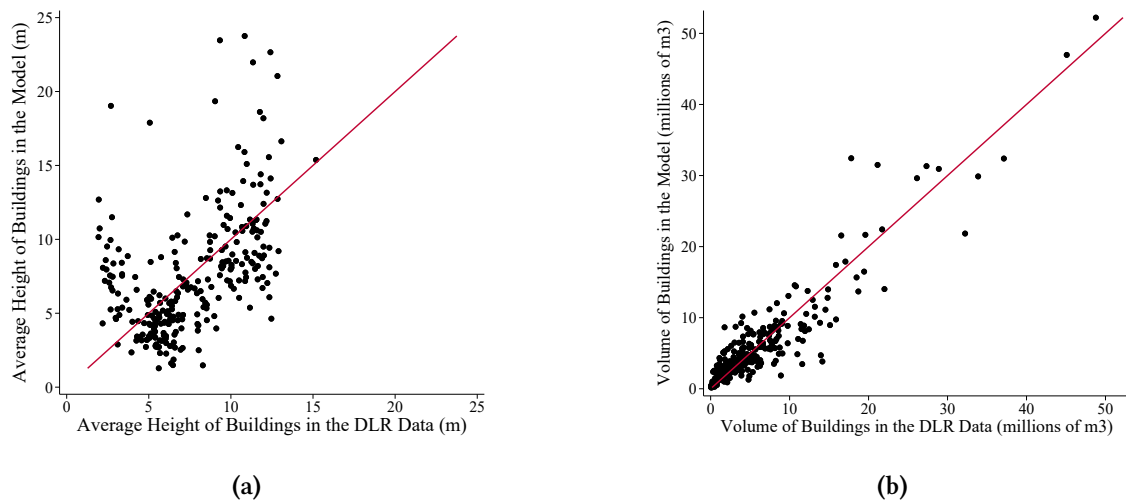 Average Height of Buildings in the Model (m)
25
20
15
10
5
0
0 5 10 15 20 25
Average Height of Buildings in the DLR Data (m)
(a)
Volume of Buildings in the Model (millions of m3)
50
40
30
20
10
0
0 10 20 30 40 50
Volume of Buildings in the DLR Data (millions of m3)
(b)